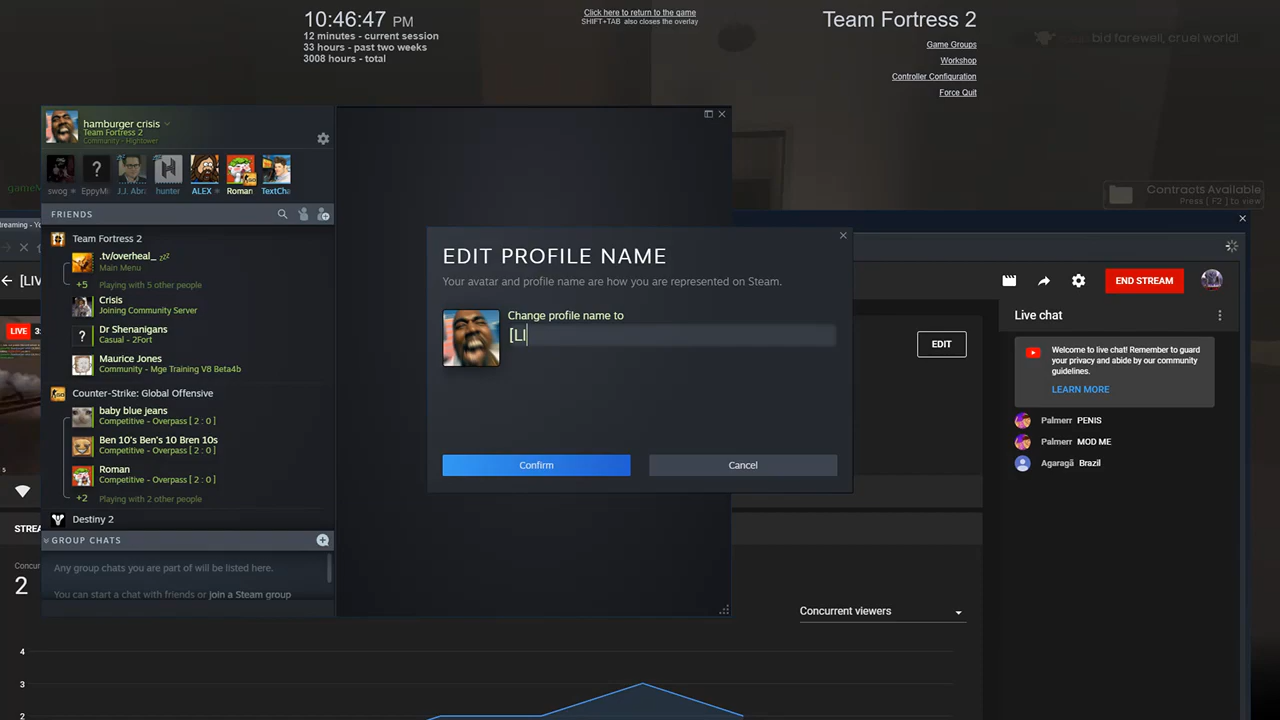 10:46:47 PM
12 minutes - current session
33 hours - past two weeks
3008 hours - total
Click here to return to the game
SHIFT+TAB also closes the overlay
Team Fortress 2
Game Groups
Workshop
Controller Configuration
Force Quit
bid farewell, cruel world!
Contracts Available
Press [ F2 ] to view
hamburger crisis
Team Fortress 2
Community - Hightower
swog
EppyMi
J.J. Abra
hunter
ALEX
Roman
TextCha
FRIENDS
Team Fortress 2
.tv/overheal_ zzz
Main Menu
+5 Playing with 5 other people
Crisis
Joining Community Server
Dr Shenanigans
Casual - 2Fort
Maurice Jones
Community - Mge Training V8 Beta4b
Counter-Strike: Global Offensive
baby blue jeans
Competitive - Overpass [ 2 : 0 ]
Ben 10's Ben's 10 Bren 10s
Competitive - Overpass [ 2 : 0 ]
Roman
Competitive - Overpass [ 2 : 0 ]
+2 Playing with 2 other people
Destiny 2
GROUP CHATS
Any group chats you are part of will be listed here.
You can start a chat with friends or join a Steam group
EDIT PROFILE NAME
Your avatar and profile name are how you are represented on Steam.
Change profile name to
[LI
Confirm
Cancel
gameM
treaming - Yo
[LIV
LIVE 3:
STREA
Concur
2
END STREAM
EDIT
Live chat
Welcome to live chat! Remember to guard
your privacy and abide by our community
guidelines.
LEARN MORE
Palmerr PENIS
Palmerr MOD ME
Agaragã Brazil
Concurrent viewers
4
3
2